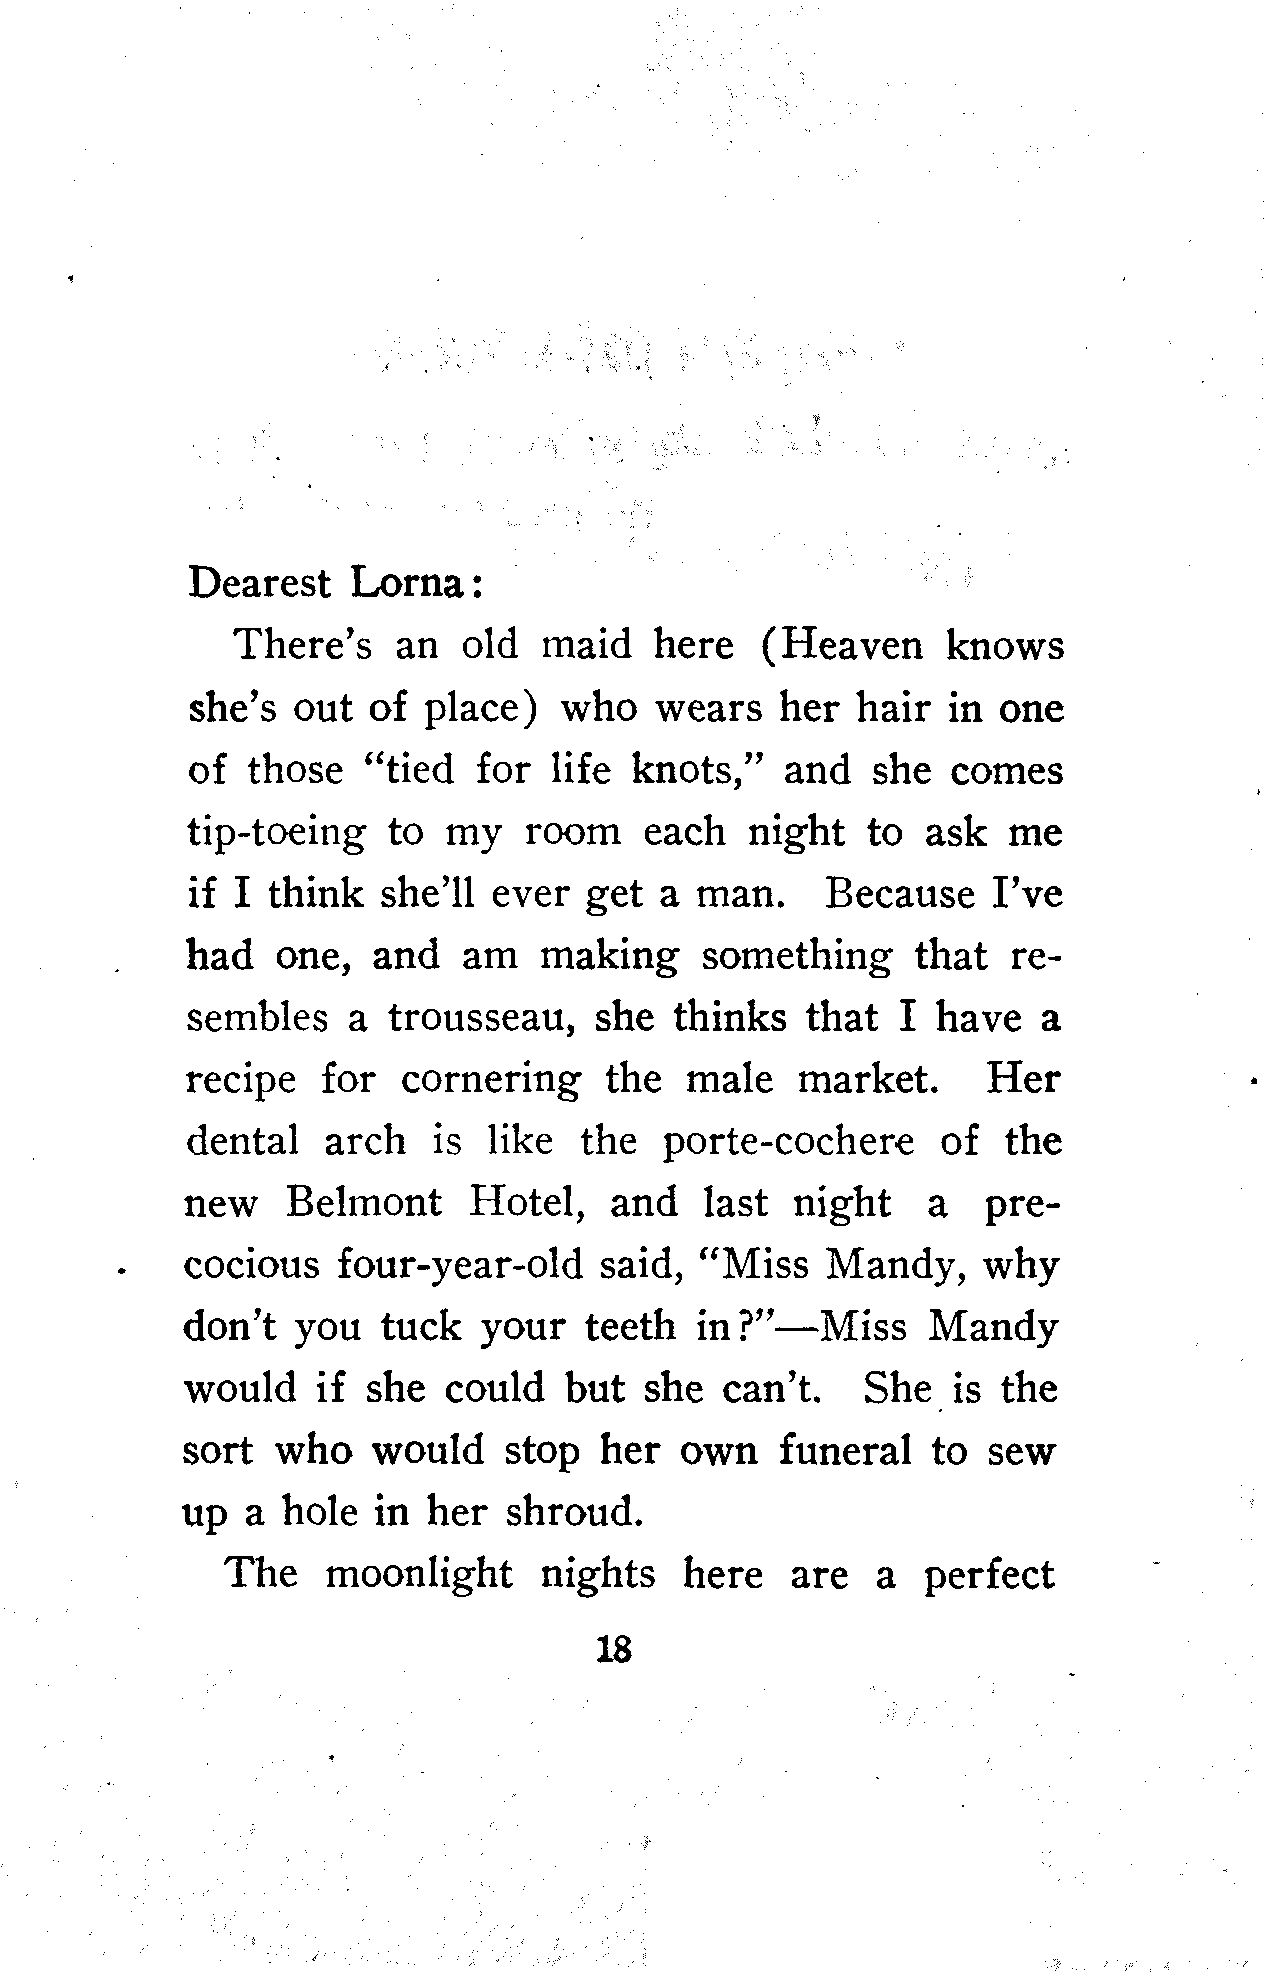 Dearest Lorna:
There's an old maid here (Heaven knows
she's out of place) who wears her hair in one
of those "tied for life knots," and she comes
tip-toeing to my room each night to ask me
if I think she'll ever get a man. Because I've
had one, and am making something that re-
sembles a trousseau, she thinks that I have a
recipe for cornering the male market. Her
dental arch is like the porte-cochere of the
new Belmont Hotel, and last night a pre-
cocious four-year-old said, "Miss Mandy, why
don't you tuck your teeth in?"—Miss Mandy
would if she could but she can't. She is the
sort who would stop her own funeral to sew
up a hole in her shroud.
The moonlight nights here are a perfect
18